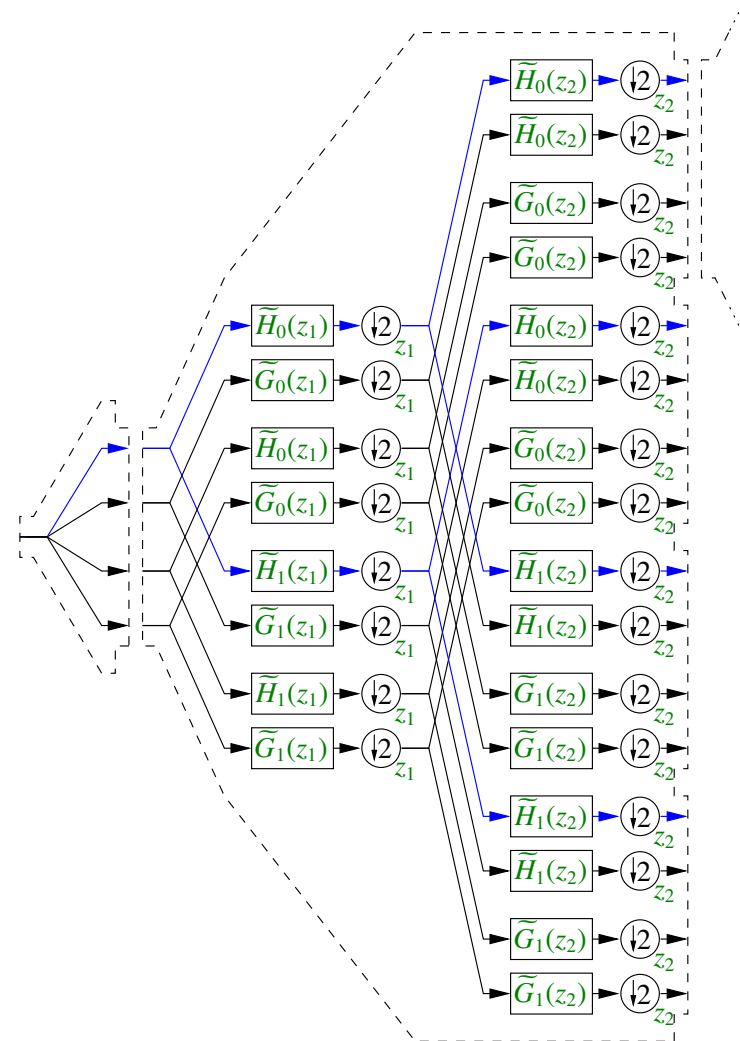 H̃₀(z₂) ↓2 z₂
H̃₀(z₂) ↓2 z₂
G̃₀(z₂) ↓2 z₂
G̃₀(z₂) ↓2 z₂
H̃₀(z₁) ↓2 z₁ H̃₀(z₂) ↓2 z₂
G̃₀(z₁) ↓2 z₁ H̃₀(z₂) ↓2 z₂
H̃₀(z₁) ↓2 z₁ G̃₀(z₂) ↓2 z₂
G̃₀(z₁) ↓2 z₁ G̃₀(z₂) ↓2 z₂
H̃₁(z₁) ↓2 z₁ H̃₁(z₂) ↓2 z₂
G̃₁(z₁) ↓2 z₁ H̃₁(z₂) ↓2 z₂
H̃₁(z₁) ↓2 z₁ G̃₁(z₂) ↓2 z₂
G̃₁(z₁) ↓2 z₁ G̃₁(z₂) ↓2 z₂
H̃₁(z₂) ↓2 z₂
H̃₁(z₂) ↓2 z₂
G̃₁(z₂) ↓2 z₂
G̃₁(z₂) ↓2 z₂